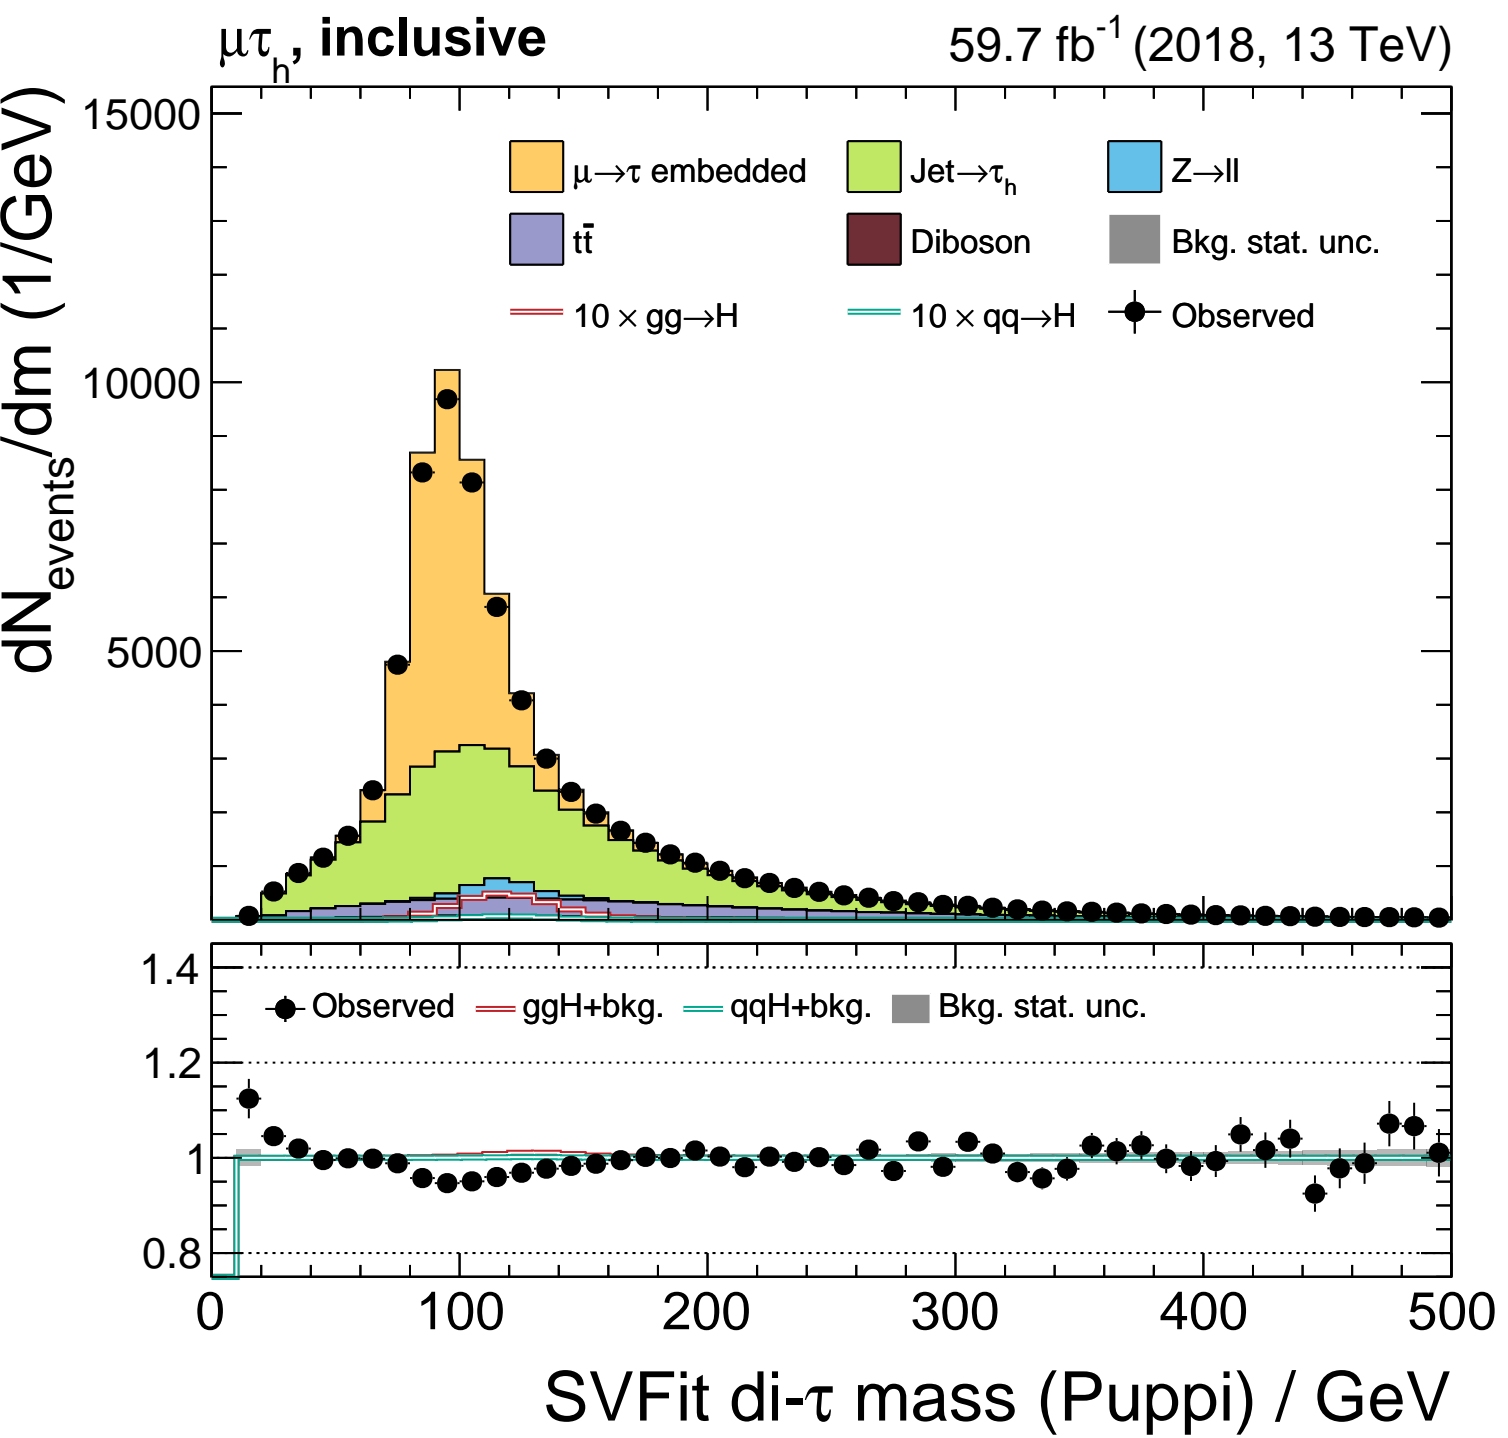 μτh, inclusive
59.7 fb-1 (2018, 13 TeV)
dNevents/dm (1/GeV)
15000
10000
5000
μ→τ embedded
Jet→τh
Z→ll
tt̄
Diboson
Bkg. stat. unc.
10 × gg→H
10 × qq→H
Observed
1.4
1.2
1
0.8
Observed
ggH+bkg.
qqH+bkg.
Bkg. stat. unc.
0
100
200
300
400
500
SVFit di-τ mass (Puppi) / GeV